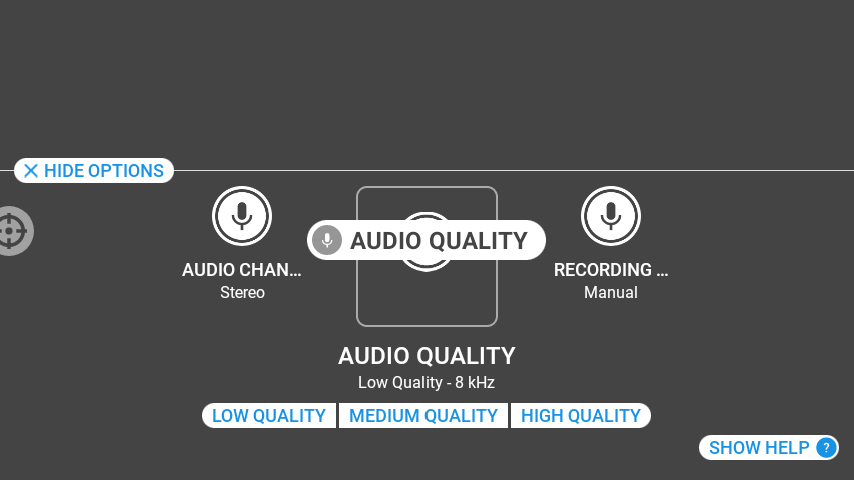 HIDE OPTIONS
AUDIO QUALITY
AUDIO CHAN...
Stereo
RECORDING ...
Manual
AUDIO QUALITY
Low Quality - 8 kHz
LOW QUALITY
MEDIUM QUALITY
HIGH QUALITY
SHOW HELP ?